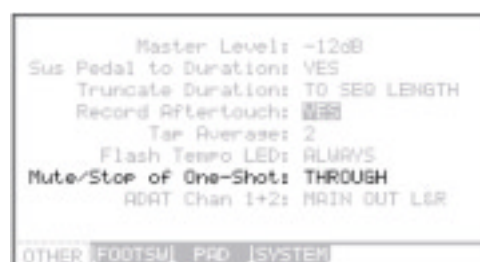 Master Level: -12dB
Sus Pedal to Duration: YES
Truncate Duration: TO SEQ LENGTH
Record Aftertouch: YES
Tap Average: 2
Flash Tempo LED: ALWAYS
Mute/Stop of One-Shot: THROUGH
ADAT Chan 1+2: MAIN OUT L&R
OTHER FOOTSW PAD SYSTEM